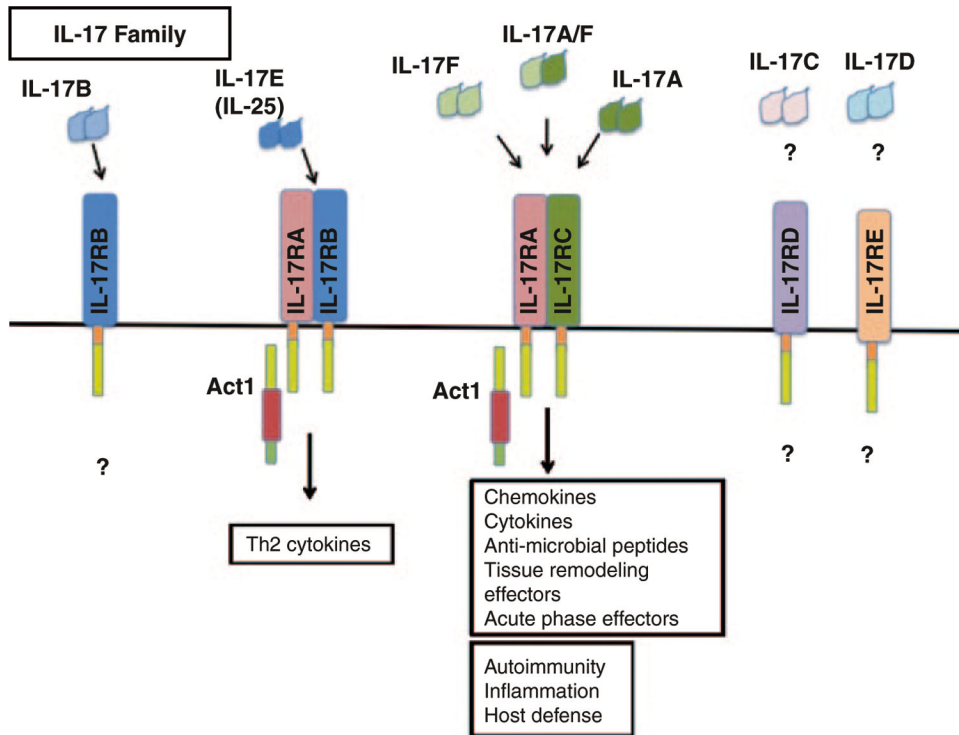 IL-17 Family
IL-17B
IL-17E
(IL-25)
IL-17F
IL-17A/F
IL-17A
IL-17C
IL-17D
?
?
IL-17RB
IL-17RA
IL-17RB
IL-17RA
IL-17RC
IL-17RD
IL-17RE
Act1
Act1
?
?
?
Th2 cytokines
Chemokines
Cytokines
Anti-microbial peptides
Tissue remodeling
effectors
Acute phase effectors
Autoimmunity
Inflammation
Host defense